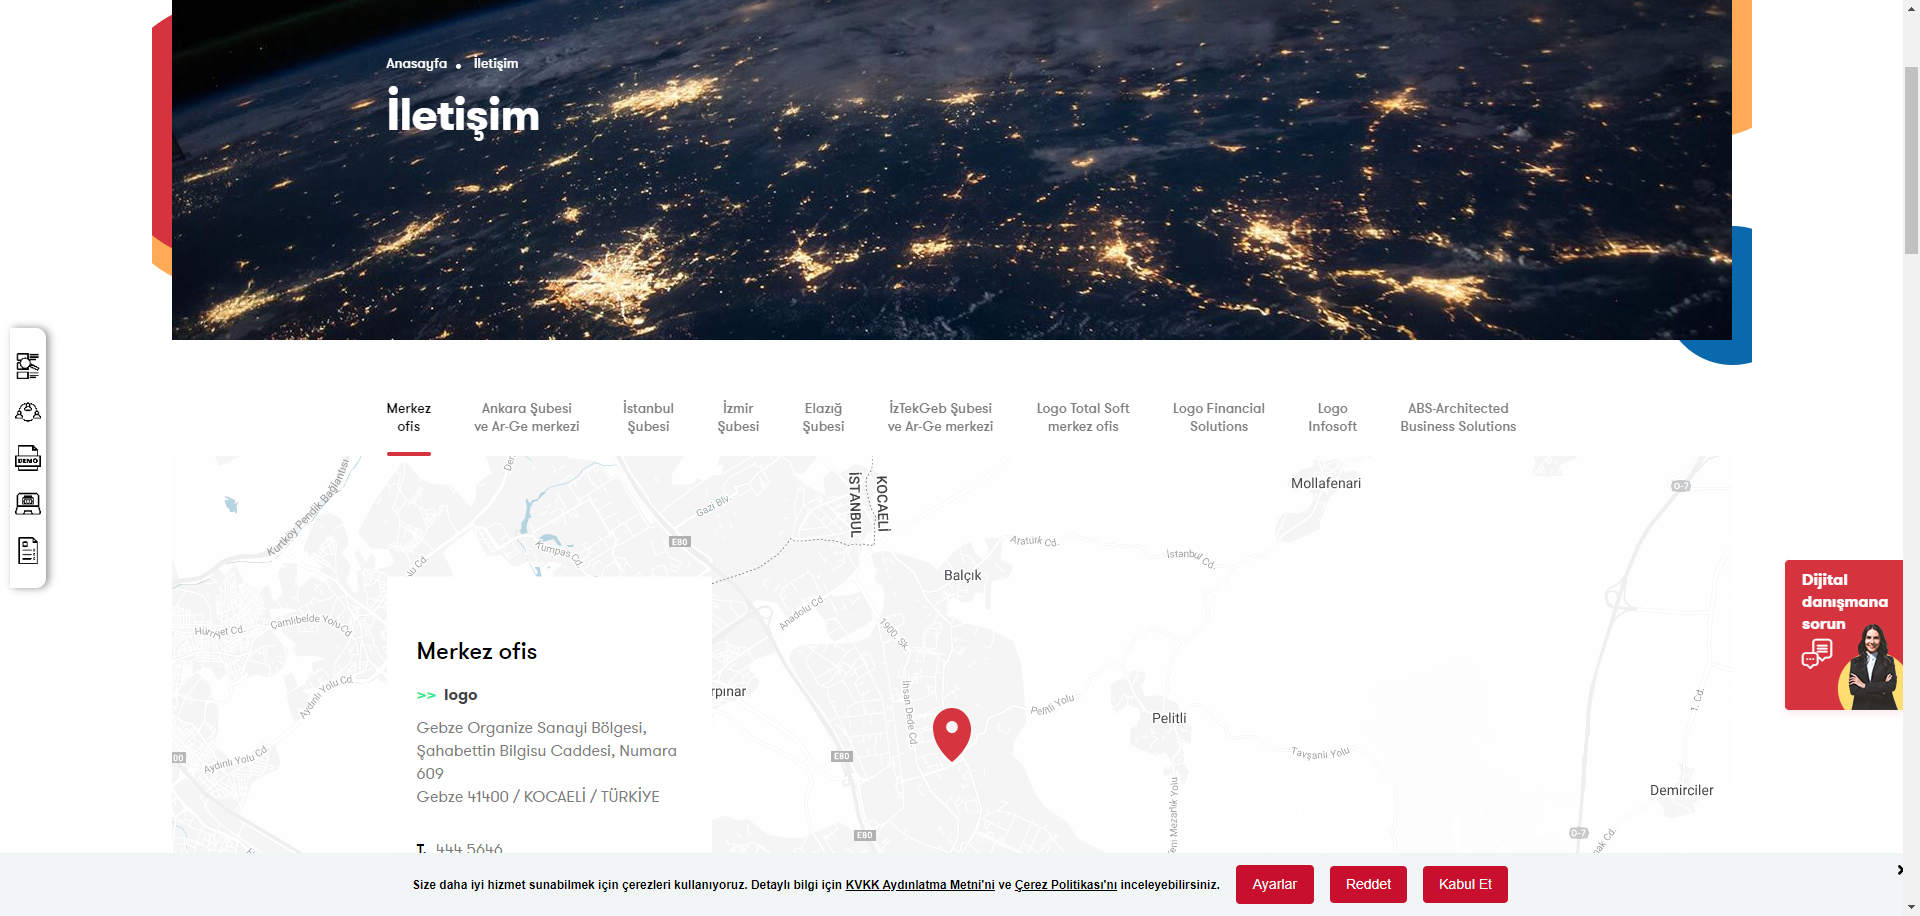 Anasayfa • İletişim
İletişim
Merkez
ofis
Ankara Şubesi
ve Ar-Ge merkezi
İstanbul
Şubesi
İzmir
Şubesi
Elazığ
Şubesi
İzTekGeb Şubesi
ve Ar-Ge merkezi
Logo Total Soft
merkez ofis
Logo Financial
Solutions
Logo
Infosoft
ABS-Architected
Business Solutions
DEMO
Kurtköy Pendik Bağlantısı
Gazi Blv.
E80
Kumpas Cd.
İSTANBUL
KOCAELİ
Atatürk Cd.
İstanbul Cd.
Mollafenari
O-7
Balçık
Hürriyet Cd.
Çamlıbelde Yolu Cd.
Anadolu Cd.
1900. Sk.
İhsan Dede Cd.
Aydınlı Yolu Cd.
Aydınlı Yolu Cd.
rpınar
Pelitli Yolu
Pelitli
Tavşanlı Yolu
1. Cd.
E80
E80
Demirciler
O-7
Merkez ofis
>> logo
Gebze Organize Sanayi Bölgesi,
Şahabettin Bilgisu Caddesi, Numara
609
Gebze 41400 / KOCAELİ / TÜRKİYE
T. 444 5646
Dijital
danışmana
sorun
Size daha iyi hizmet sunabilmek için çerezleri kullanıyoruz. Detaylı bilgi için KVKK Aydınlatma Metni'ni ve Çerez Politikası'nı inceleyebilirsiniz.
Ayarlar
Reddet
Kabul Et